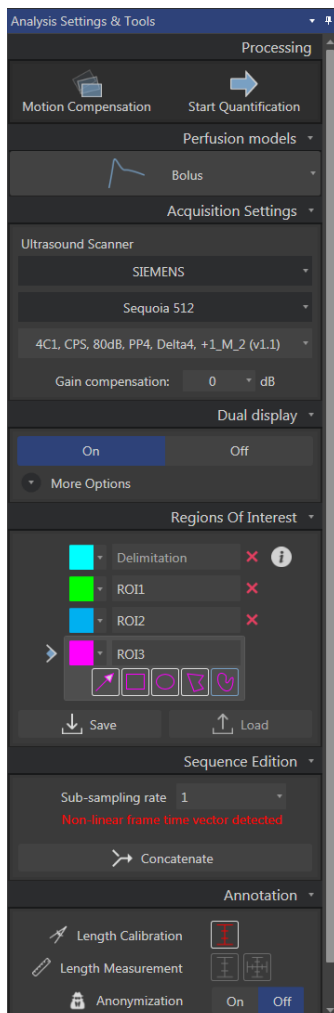 Analysis Settings & Tools
Processing
Motion Compensation
Start Quantification
Perfusion models
Bolus
Acquisition Settings
Ultrasound Scanner
SIEMENS
Sequoia 512
4C1, CPS, 80dB, PP4, Delta4, +1_M_2 (v1.1)
Gain compensation: 0 dB
Dual display
On Off
More Options
Regions Of Interest
Delimitation
ROI1
ROI2
ROI3
Save Load
Sequence Edition
Sub-sampling rate 1
Non-linear frame time vector detected
Concatenate
Annotation
Length Calibration
Length Measurement
Anonymization On Off